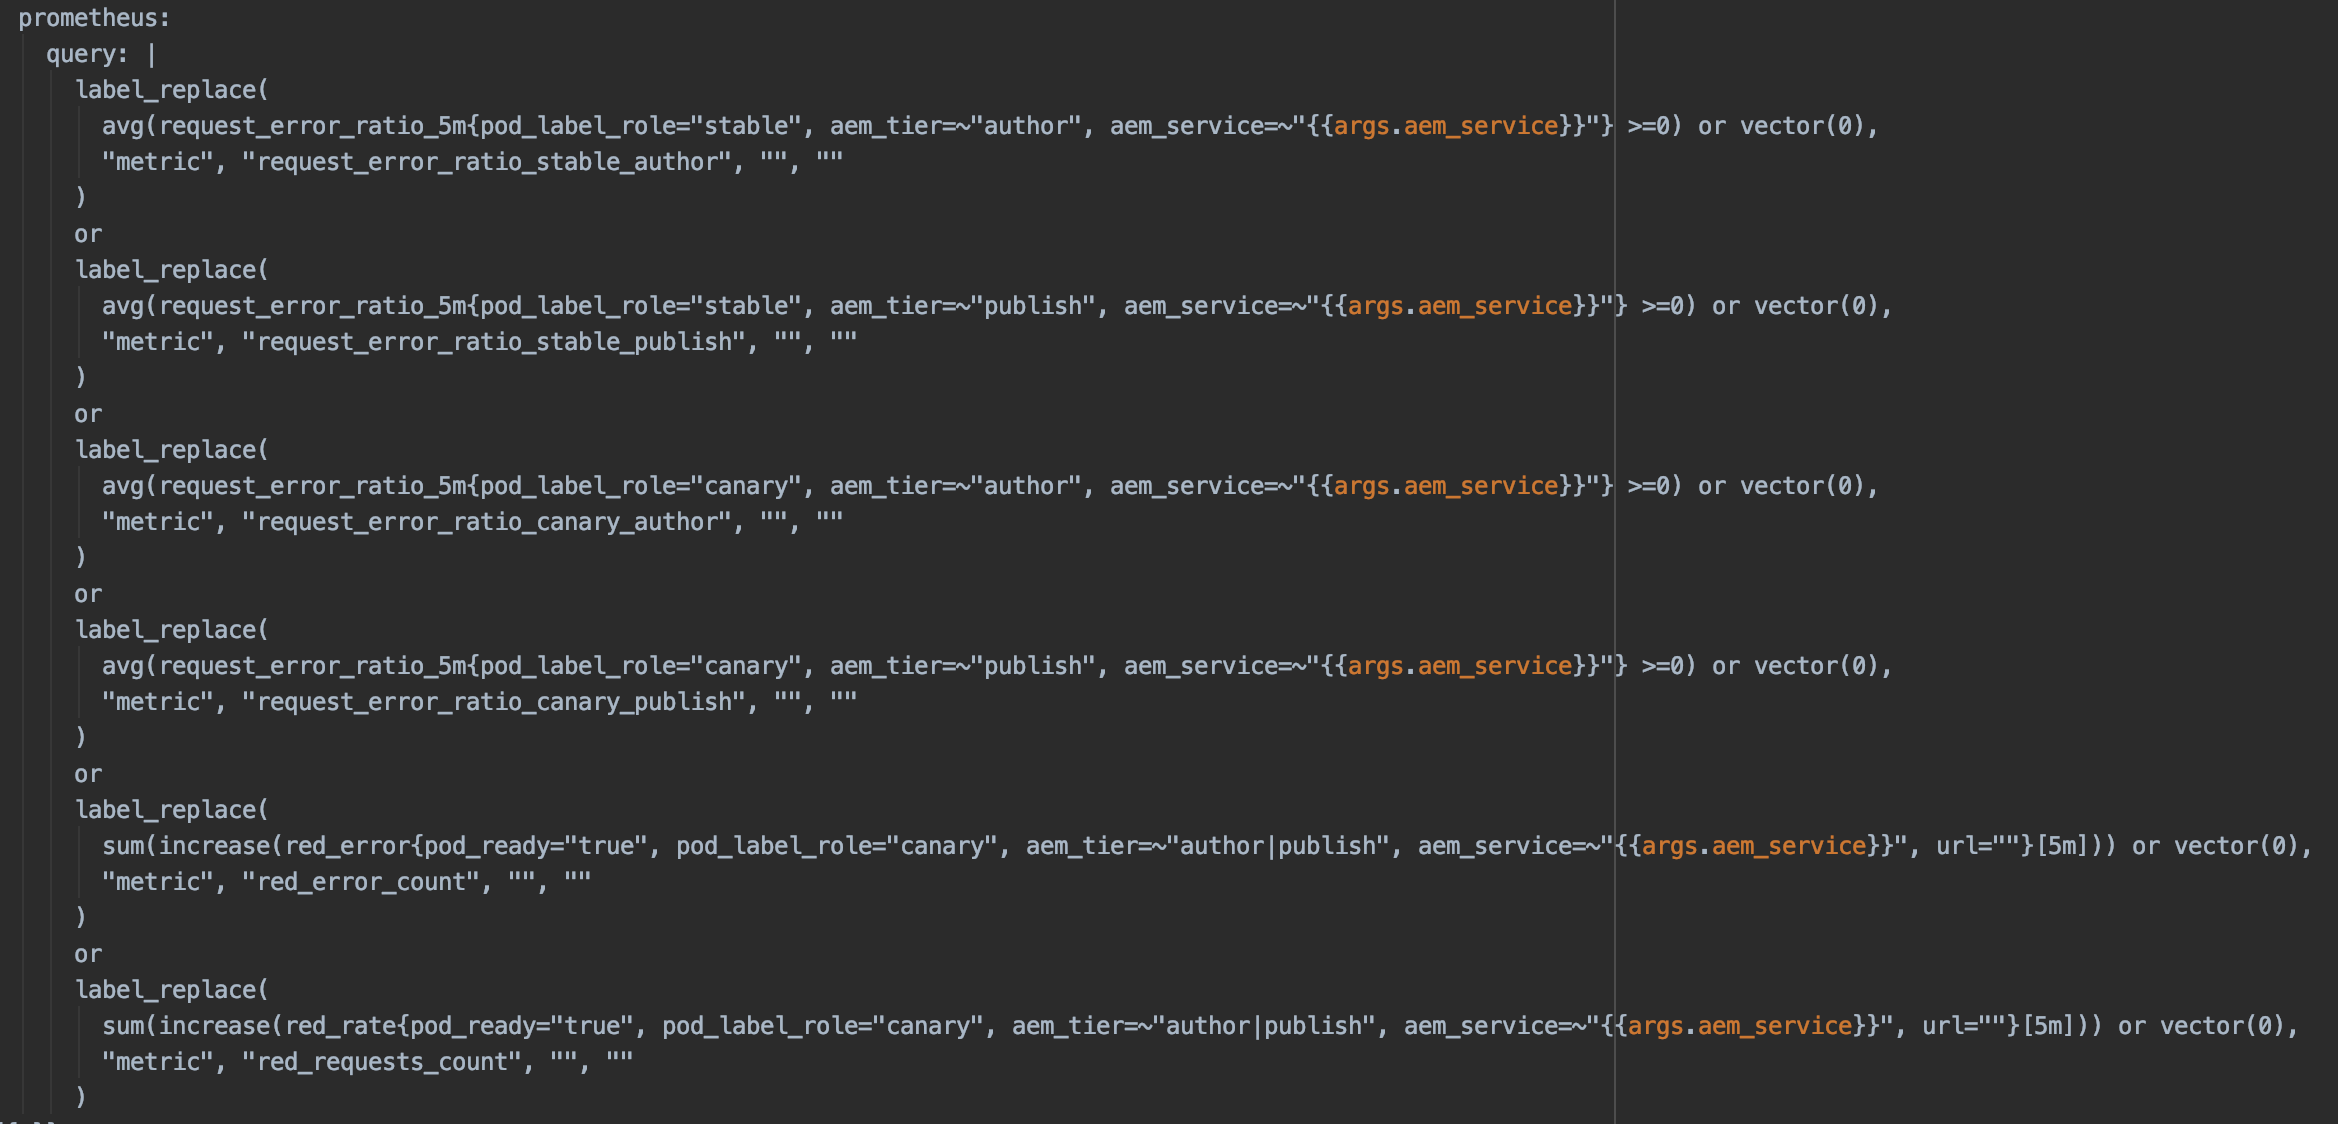 prometheus:
  query: |
    label_replace(
      avg(request_error_ratio_5m{pod_label_role="stable", aem_tier=~"author", aem_service=~"{{args.aem_service}}"} >=0) or vector(0),
      "metric", "request_error_ratio_stable_author", "", ""
    )
    or
    label_replace(
      avg(request_error_ratio_5m{pod_label_role="stable", aem_tier=~"publish", aem_service=~"{{args.aem_service}}"} >=0) or vector(0),
      "metric", "request_error_ratio_stable_publish", "", ""
    )
    or
    label_replace(
      avg(request_error_ratio_5m{pod_label_role="canary", aem_tier=~"author", aem_service=~"{{args.aem_service}}"} >=0) or vector(0),
      "metric", "request_error_ratio_canary_author", "", ""
    )
    or
    label_replace(
      avg(request_error_ratio_5m{pod_label_role="canary", aem_tier=~"publish", aem_service=~"{{args.aem_service}}"} >=0) or vector(0),
      "metric", "request_error_ratio_canary_publish", "", ""
    )
    or
    label_replace(
      sum(increase(red_error{pod_ready="true", pod_label_role="canary", aem_tier=~"author|publish", aem_service=~"{{args.aem_service}}", url=""}[5m])) or vector(0),
      "metric", "red_error_count", "", ""
    )
    or
    label_replace(
      sum(increase(red_rate{pod_ready="true", pod_label_role="canary", aem_tier=~"author|publish", aem_service=~"{{args.aem_service}}", url=""}[5m])) or vector(0),
      "metric", "red_requests_count", "", ""
    )